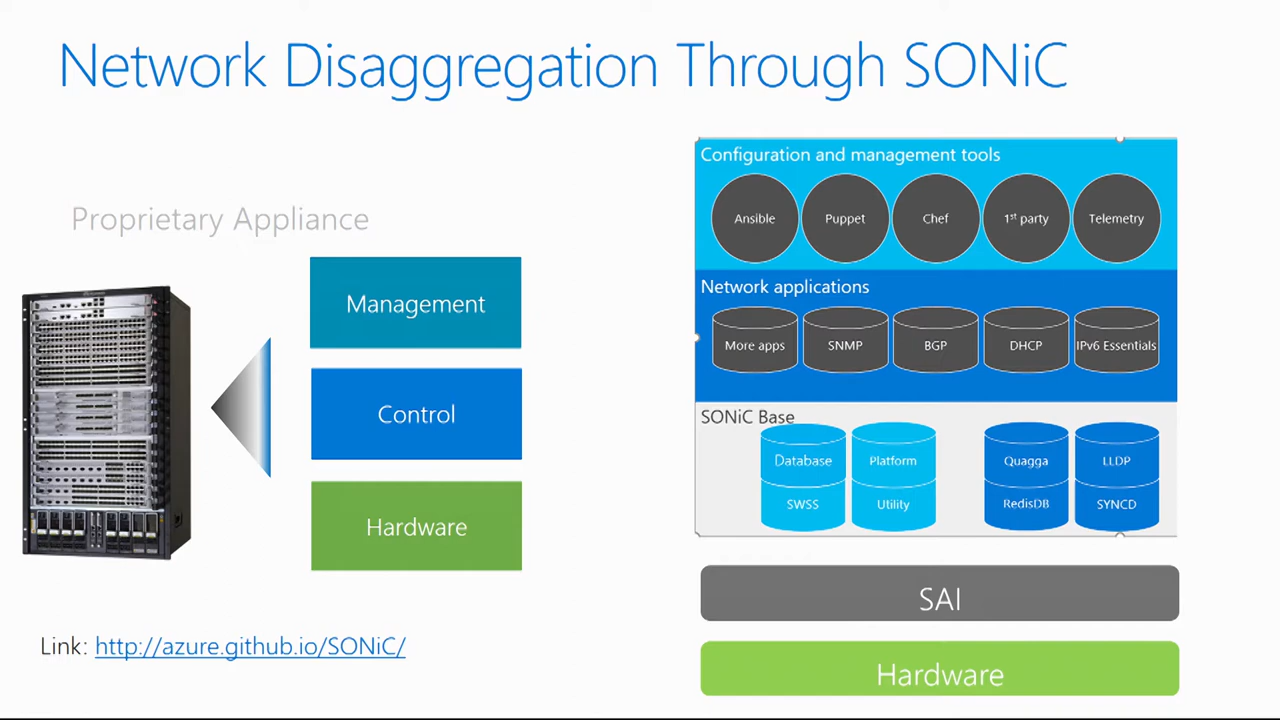 Network Disaggregation Through SONiC
Proprietary Appliance
Management
Control
Hardware
Link: http://azure.github.io/SONiC/
Configuration and management tools
Ansible
Puppet
Chef
1st party
Telemetry
Network applications
More apps
SNMP
BGP
DHCP
IPv6 Essentials
SONiC Base
Database
Platform
Quagga
LLDP
SWSS
Utility
RedisDB
SYNCD
SAI
Hardware